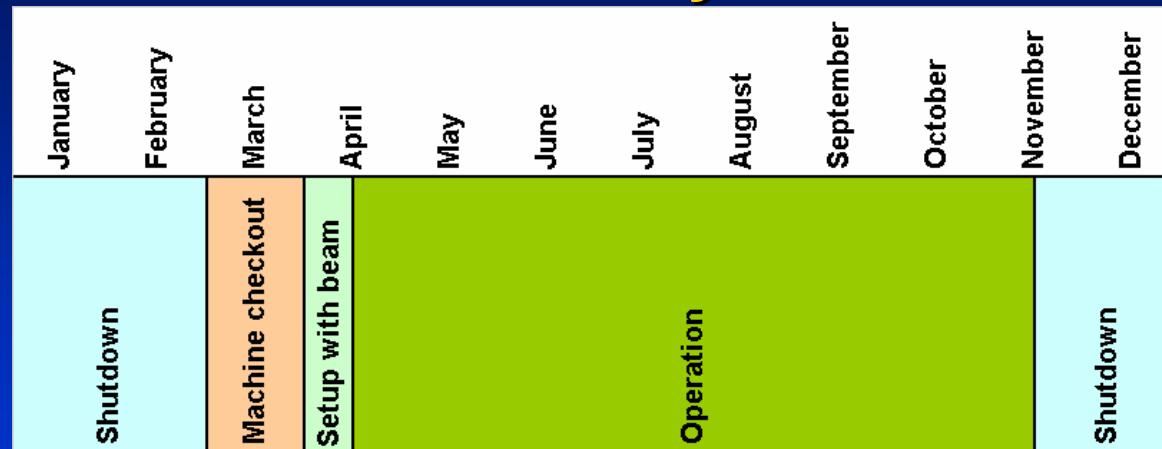 January
February
March
April
May
June
July
August
September
October
November
December
Shutdown
Machine checkout
Setup with beam
Operation
Shutdown